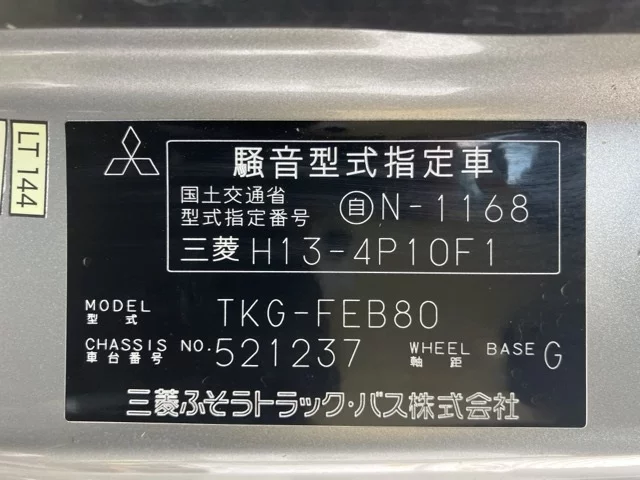 LT 144
騒音型式指定車
国土交通省
型式指定番号 自N-1168
三菱 H13-4P10F1
MODEL
型式 TKG-FEB80
CHASSIS NO. 521237 WHEEL BASE G
車台番号 軸距
三菱ふそうトラック・バス株式会社